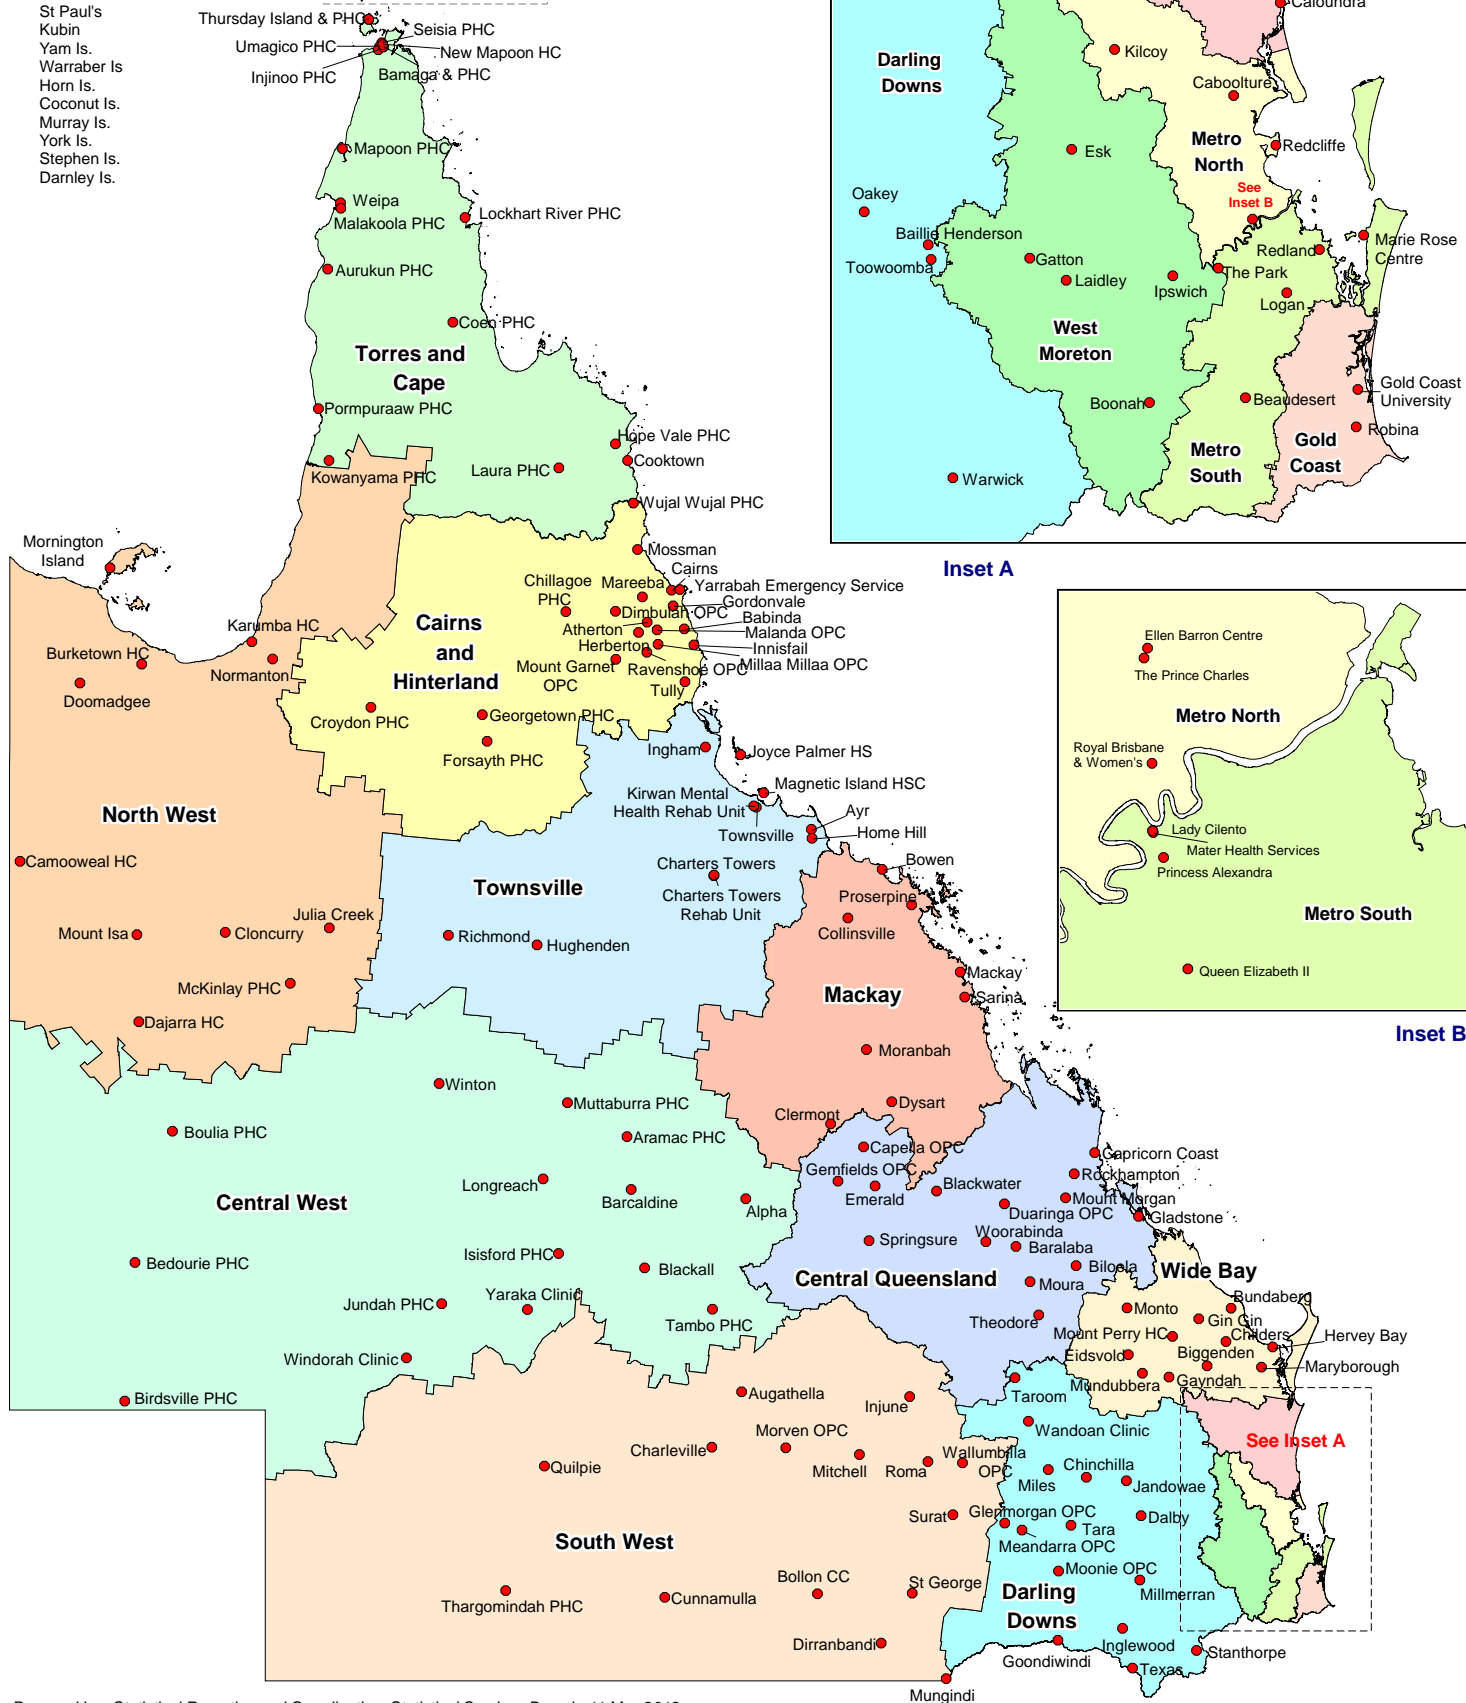 St Paul's
Kubin
Yam Is.
Warraber Is
Horn Is.
Coconut Is.
Murray Is.
York Is.
Stephen Is.
Darnley Is.
Thursday Island & PHC
Seisia PHC
Umagico PHC
New Mapoon HC
Injinoo PHC
Bamaga & PHC
Mapoon PHC
Weipa
Malakoola PHC
Lockhart River PHC
Aurukun PHC
Coen PHC
Torres and
Cape
Pormpuraaw PHC
Hope Vale PHC
Kowanyama PHC
Laura PHC
Cooktown
Wujal Wujal PHC
Mornington
Island
Mossman
Cairns
Chillagoe
PHC
Mareeba
Yarrabah Emergency Service
Gordonvale
Dimbulah OPC
Babinda
Atherton
Malanda OPC
Herberton
Innisfail
Millaa Millaa OPC
Mount Garnet
OPC
Ravenshoe OPC
Tully
Cairns
and
Hinterland
Karumba HC
Burketown HC
Normanton
Doomadgee
Croydon PHC
Georgetown PHC
Forsayth PHC
Ingham
Joyce Palmer HS
Magnetic Island HSC
Kirwan Mental
Health Rehab Unit
Townsville
Ayr
Home Hill
North West
Camooweal HC
Charters Towers
Charters Towers
Rehab Unit
Townsville
Bowen
Proserpine
Collinsville
Julia Creek
Mount Isa
Cloncurry
Richmond
Hughenden
McKinlay PHC
Dajarra HC
Mackay
Sarina
Mackay
Moranbah
Winton
Muttaburra PHC
Dysart
Clermont
Boulia PHC
Aramac PHC
Capella OPC
Capricorn Coast
Gemfields OPC
Rockhampton
Longreach
Barcaldine
Emerald
Blackwater
Mount Morgan
Central West
Alpha
Duaringa OPC
Gladstone
Woorabinda
Springsure
Baralaba
Isisford PHC
Bedourie PHC
Blackall
Central Queensland
Biloela
Wide Bay
Moura
Jundah PHC
Yaraka Clinic
Bundaberg
Monto
Tambo PHC
Theodore
Gin Gin
Mount Perry HC
Childers
Hervey Bay
Windorah Clinic
Eidsvold
Biggenden
Maryborough
Mundubbera
Gayndah
Birdsville PHC
Augathella
Injune
Taroom
Wandoan Clinic
See Inset A
Morven OPC
Charleville
Mitchell
Roma
Wallumbilla
OPC
Quilpie
Chinchilla
Miles
Jandowae
Surat
Glenmorgan OPC
Dalby
Tara
Meandarra OPC
South West
Moonie OPC
Bollon CC
St George
Millmerran
Thargomindah PHC
Cunnamulla
Darling
Downs
Dirranbandi
Inglewood
Stanthorpe
Goondiwindi
Texas
Mungindi
Caloundra
Kilcoy
Darling
Downs
Caboolture
Metro
North
Redcliffe
Esk
See
Inset B
Oakey
Baillie Henderson
Toowoomba
Gatton
Laidley
Ipswich
The Park
Redland
Marie Rose
Centre
Logan
West
Moreton
Boonah
Beaudesert
Gold Coast
University
Robina
Gold
Coast
Metro
South
Warwick
Inset A
Ellen Barron Centre
The Prince Charles
Metro North
Royal Brisbane
& Women's
Lady Cilento
Mater Health Services
Princess Alexandra
Metro South
Queen Elizabeth II
Inset B